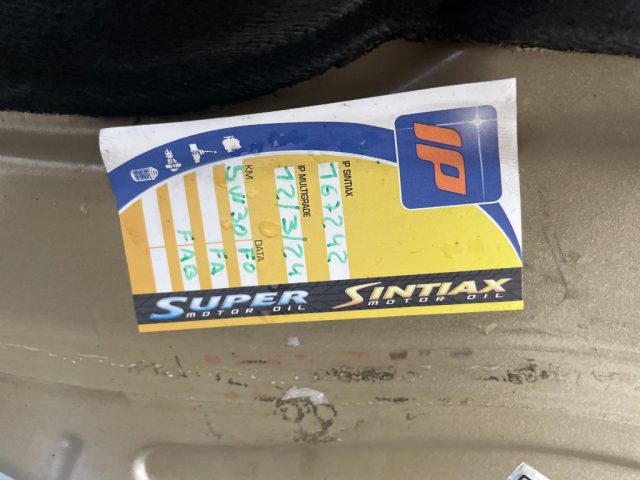 IP
IP SINTIAX
167242
IP MULTIGRADE
12/3/24
KM
DATA
5W30 FO
FA
FAB
SUPER
MOTOR OIL
SINTIAX
MOTOR OIL